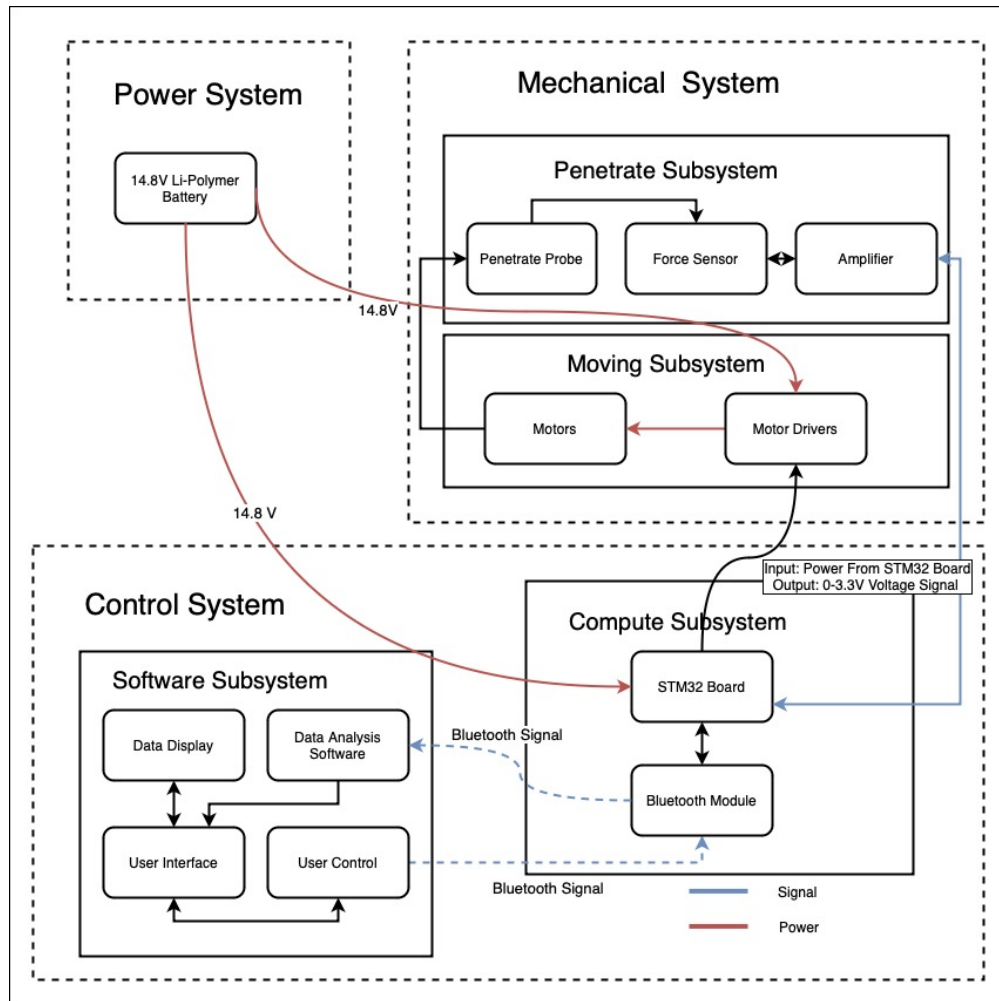 Power System
14.8V Li-Polymer
Battery
14.8V
14.8 V
Mechanical  System
Penetrate Subsystem
Penetrate Probe
Force Sensor
Amplifier
Moving Subsystem
Motors
Motor Drivers
Input: Power From STM32 Board
Output: 0-3.3V Voltage Signal
Control System
Software Subsystem
Data Display
Data Analysis
Software
User Interface
User Control
Bluetooth Signal
Bluetooth Signal
Compute Subsystem
STM32 Board
Bluetooth Module
Signal
Power